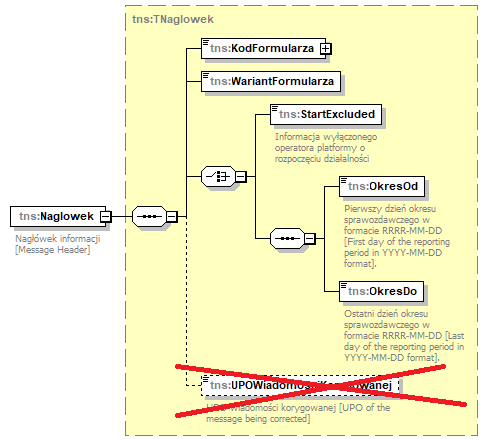 tns:TNaglowek
tns:KodFormularza
tns:WariantFormularza
tns:StartExcluded
Informacja wyłączonego
operatora platformy o
rozpoczęciu działalności
tns:Naglowek
Nagłówek informacji
[Message Header]
tns:OkresOd
Pierwszy dzień okresu
sprawozdawczego w
formacie RRRR-MM-DD
[First day of the reporting
period in YYYY-MM-DD
format].
tns:OkresDo
Ostatni dzień okresu
sprawozdawczego w
formacie RRRR-MM-DD [Last
day of the reporting period in
YYYY-MM-DD format].
tns:UPOWiadomosciKorygowanej
UPO wiadomości korygowanej [UPO of the
message being corrected]